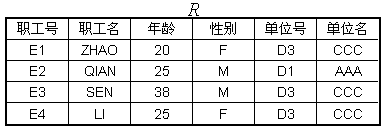 R
职工号 职工名 年龄 性别 单位号 单位名
E1 ZHAO 20 F D3 CCC
E2 QIAN 25 M D1 AAA
E3 SEN 38 M D3 CCC
E4 LI 25 F D3 CCC